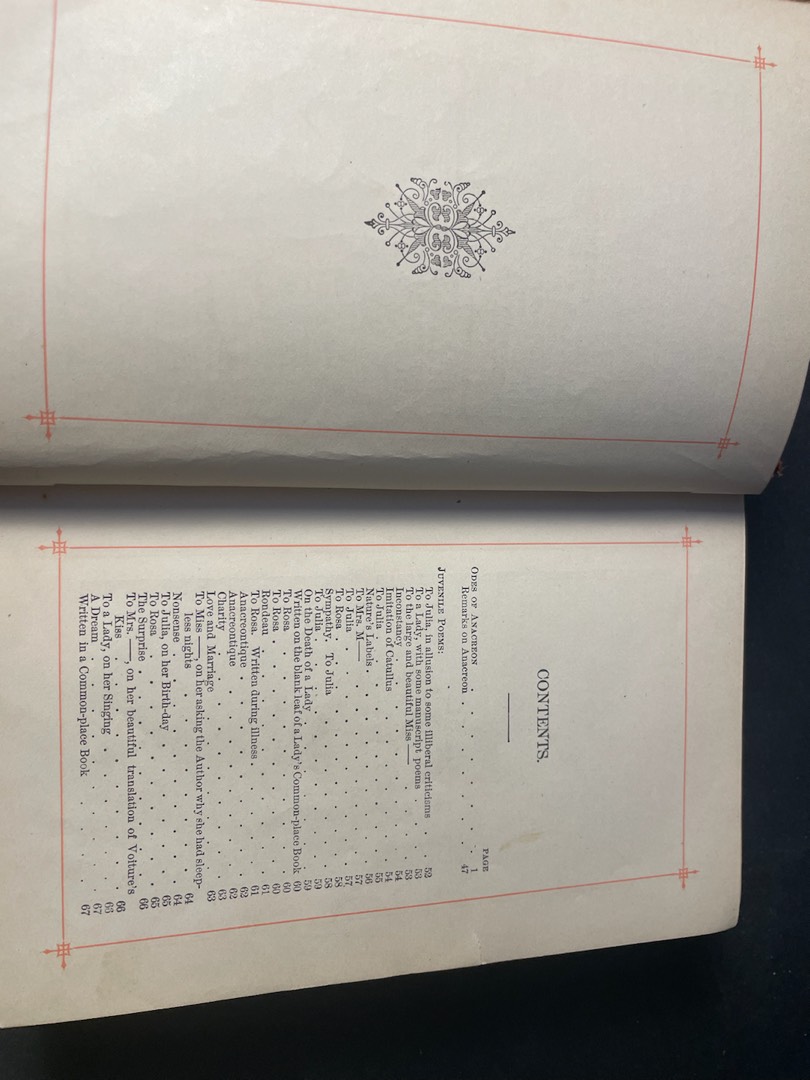 CONTENTS.
PAGE
ODES OF ANACREON . . . . . . . . 1
Remarks on Anacreon . . . . . . . . 47
JUVENILE POEMS:
To Julia, in allusion to some illiberal criticisms . . 52
To a Lady, with some manuscript poems . . . 53
To the large and beautiful Miss —— . . . . 53
Inconstancy . . . . . . . . 54
Imitation of Catullus . . . . . . . 54
To Julia . . . . . . . . . 55
Nature's Labels . . . . . . . . 56
To Mrs. M—— . . . . . . . . 57
To Julia . . . . . . . . . 57
To Rosa . . . . . . . . . 58
Sympathy. To Julia . . . . . . . 58
To Julia . . . . . . . . . 59
On the Death of a Lady . . . . . . 59
Written on the blank leaf of a Lady's Common-place Book 60
To Rosa . . . . . . . . . 60
To Rosa . . . . . . . . . 60
Rondeau . . . . . . . . . 61
To Rosa. Written during illness . . . . . 61
Anacreontique . . . . . . . . 62
Anacreontique . . . . . . . . 62
Charity . . . . . . . . . 63
Love and Marriage . . . . . . . 63
To Miss ——, on her asking the Author why she had sleep-
less nights . . . . . . . . 64
Nonsense . . . . . . . . . 64
To Julia, on her Birth-day . . . . . . 65
To Rosa . . . . . . . . . 65
The Surprise . . . . . . . . 66
To Mrs. ——, on her beautiful translation of Voiture's
Kiss . . . . . . . . . 66
To a Lady, on her Singing . . . . . . 66
A Dream . . . . . . . . . 67
Written in a Common-place Book . . . . . 67